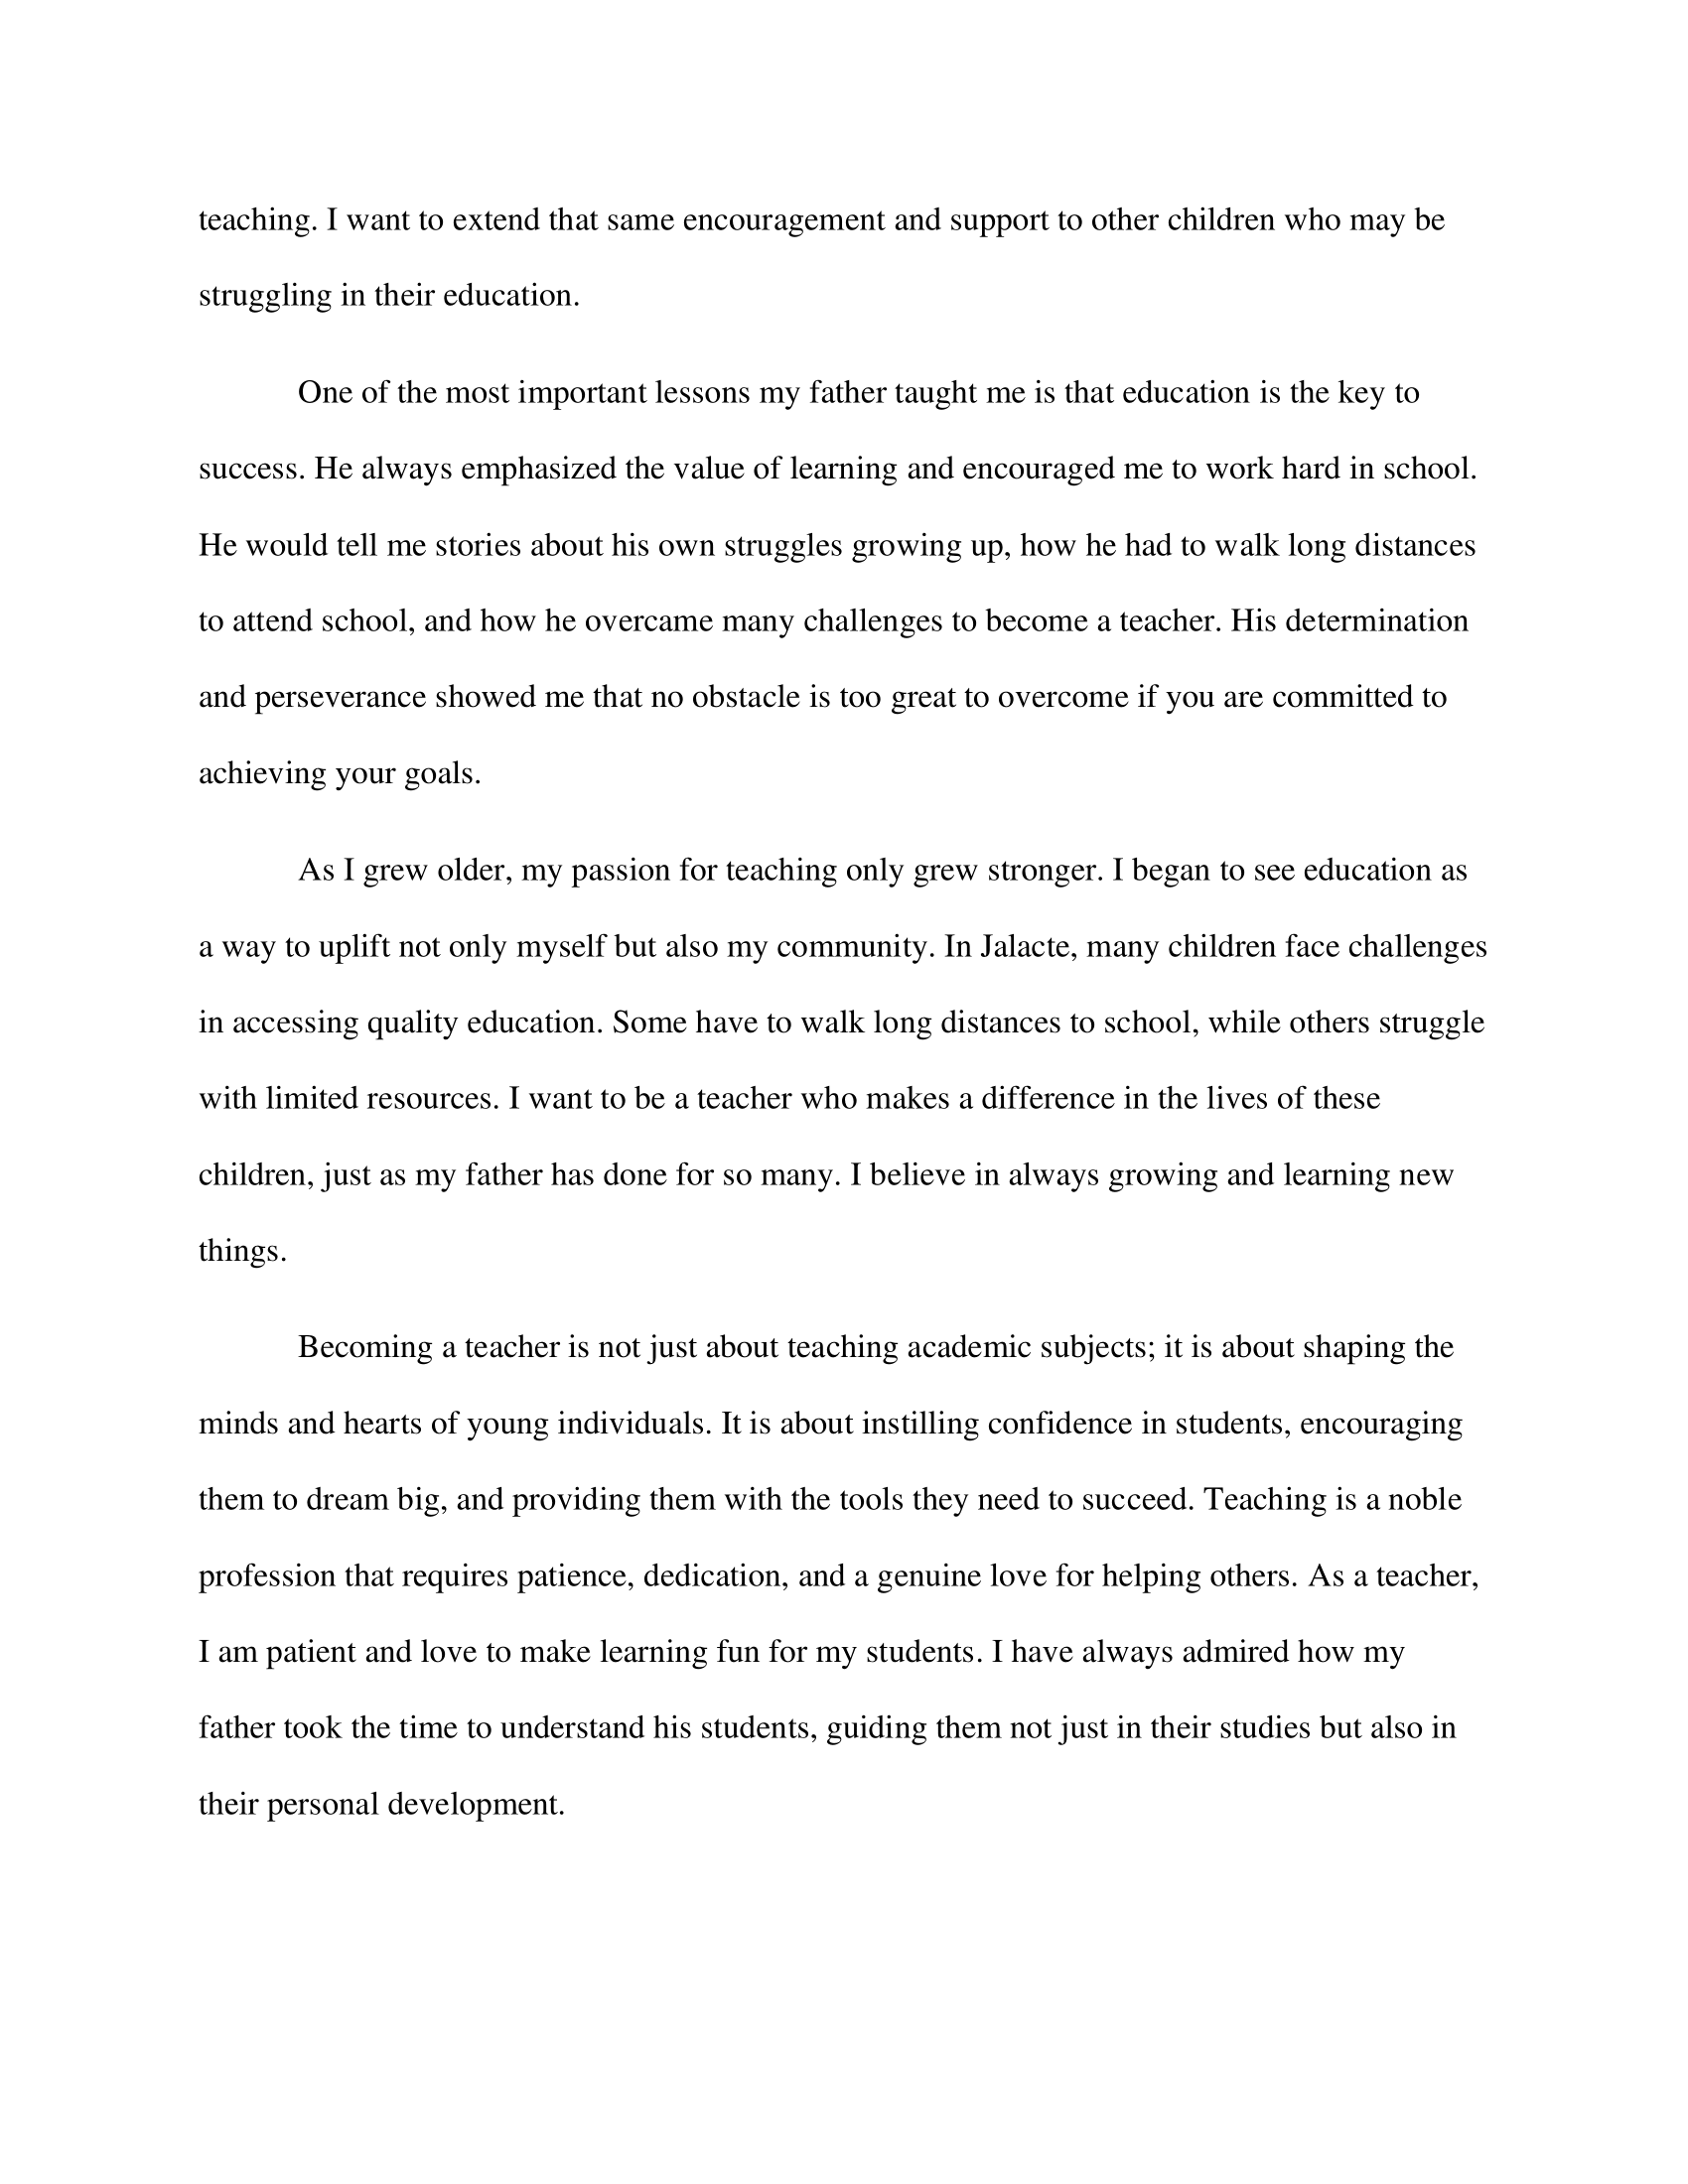 teaching. I want to extend that same encouragement and support to other children who may be
struggling in their education.
One of the most important lessons my father taught me is that education is the key to
success. He always emphasized the value of learning and encouraged me to work hard in school.
He would tell me stories about his own struggles growing up, how he had to walk long distances
to attend school, and how he overcame many challenges to become a teacher. His determination
and perseverance showed me that no obstacle is too great to overcome if you are committed to
achieving your goals.
As I grew older, my passion for teaching only grew stronger. I began to see education as
a way to uplift not only myself but also my community. In Jalacte, many children face challenges
in accessing quality education. Some have to walk long distances to school, while others struggle
with limited resources. I want to be a teacher who makes a difference in the lives of these
children, just as my father has done for so many. I believe in always growing and learning new
things.
Becoming a teacher is not just about teaching academic subjects; it is about shaping the
minds and hearts of young individuals. It is about instilling confidence in students, encouraging
them to dream big, and providing them with the tools they need to succeed. Teaching is a noble
profession that requires patience, dedication, and a genuine love for helping others. As a teacher,
I am patient and love to make learning fun for my students. I have always admired how my
father took the time to understand his students, guiding them not just in their studies but also in
their personal development.